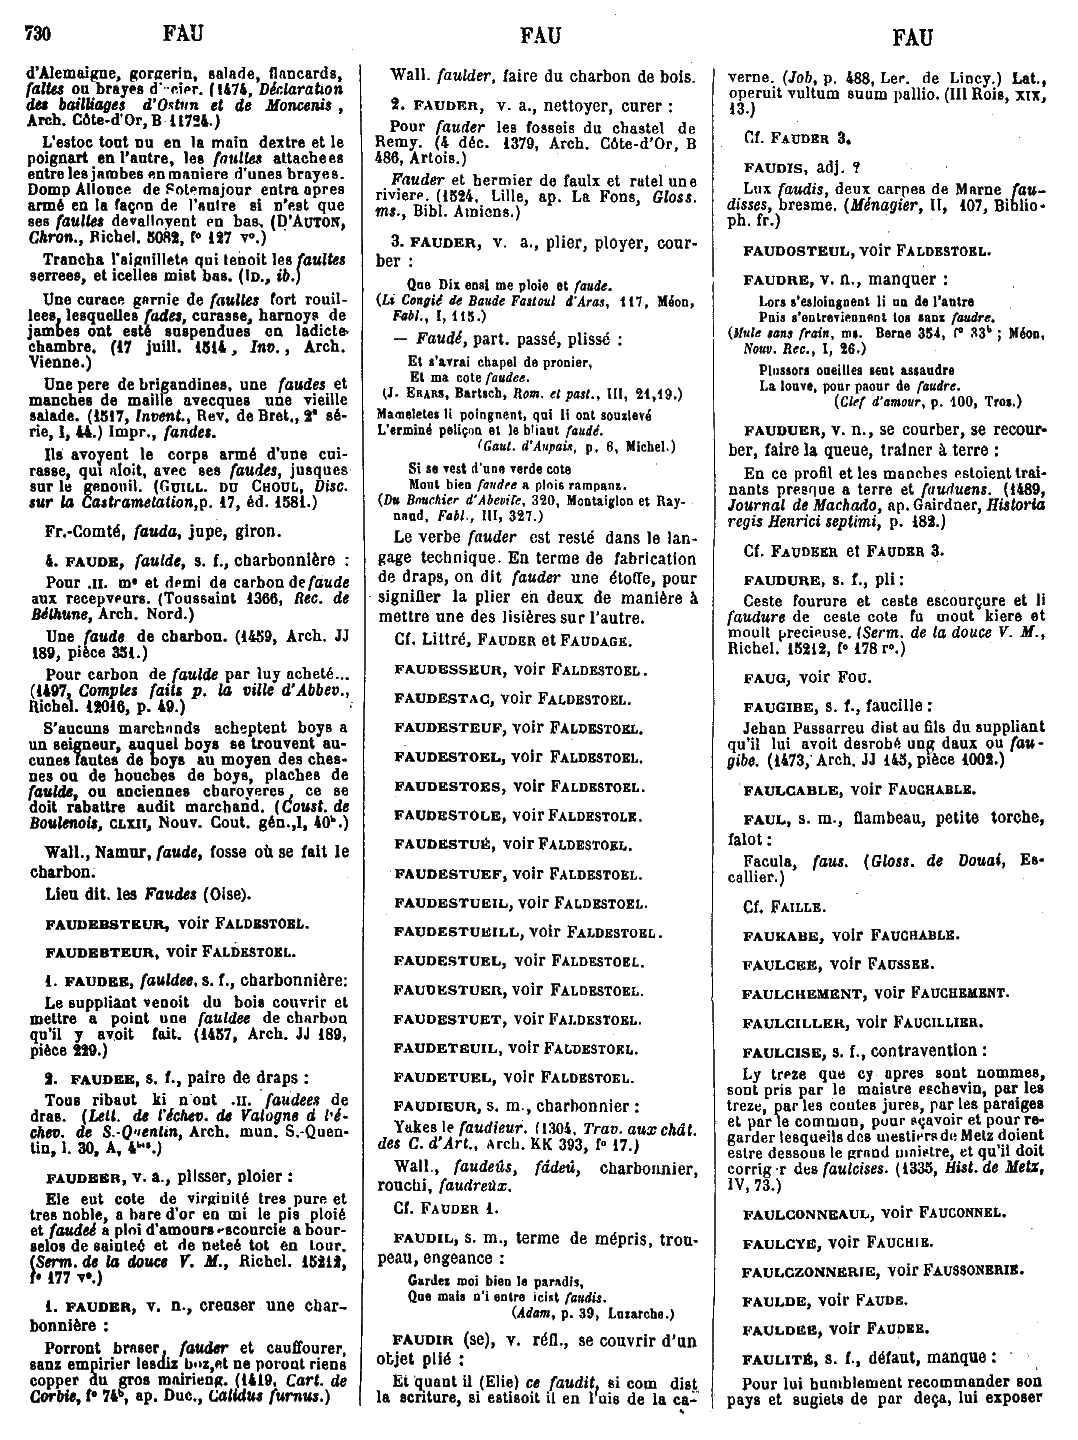 730 FAU FAU FAU
d'Alemaigne, gorgerin, salade, flancards,
faltes ou brayes d'acier. (1474, Déclaration
des bailliages d'Ostun et de Moncenis,
Arch. Côte-d'Or, B 11724.)
L'estoc tout nu en la main dextre et le
poignart en l'autre, les faultes attachees
entre les jambes en maniere d'unes brayes.
Domp Allonce de Sotemajour entra apres
armé en la façon de l'autre si n'est que
ses faultes devalloyent en bas. (D'AUTON,
Chron., Richel. 5082, f° 127 v°.)
Trancha l'aiguillete qui tenoit les faultes
serrees, et icelles mist bas. (ID., ib.)
Une curace garnie de faultes fort rouil-
lees, lesquelles fades, curasse, harnoys de
jambes ont esté suspendues en ladicte
chambre. (17 juill. 1514, Inv., Arch.
Vienne.)
Une pere de brigandines, une faudes et
manches de maille avecques une vieille
salade. (1517, Invent., Rev. de Bret., 2e sé-
rie, I, 44.) Impr., fandes.
Ils avoyent le corps armé d'une cui-
rasse, qui aloit, avec ses faudes, jusques
sur le genouil. (GUILL. DU CHOUL, Disc.
sur la Castrametation, p. 17, éd. 1581.)
Fr.-Comté, fauda, jupe, giron.
4. FAUDE, faulde, s. f., charbonnière :
Pour .II. me et demi de carbon de faude
aux recepveurs. (Toussaint 1366, Rec. de
Béthune, Arch. Nord.)
Une faude de charbon. (1459, Arch. JJ
189, pièce 351.)
Pour carbon de faulde par luy acheté...
(1497, Comptes faits p. la ville d'Abbev.,
Richel. 12016, p. 49.)
S'aucuns marchands acheptent boys a
un seigneur, auquel boys se trouvent au-
cunes fautes de boys au moyen des ches-
nes ou de houches de boys, plaches de
faulde, ou anciennes charoyeres, ce se
doit rabattre audit marchand. (Coust. de
Boulenois, CLXII, Nouv. Cout. gén., I, 40b.)
Wall., Namur, faude, fosse où se fait le
charbon.
Lieu dit. les Faudes (Oise).
FAUDEBSTEUR, voir FALDESTOEL.
FAUDEBTEUR, voir FALDESTOEL.
1. FAUDEE, fauldee, s. f., charbonnière :
Le suppliant venoit du bois couvrir et
mettre a point une fauldee de charbon
qu'il y avoit fait. (1457, Arch. JJ 189,
pièce 229.)
2. FAUDEE, s. f., paire de draps :
Tous ribaut ki n'ont .II. faudees de
dras. (Lett. de l'échev. de Valogne à l'é-
chev. de S.-Quentin, Arch. mun. S.-Quen-
tin, l. 30, A, 4bis.)
FAUDEER, v. a., plisser, ploier :
Ele eut cote de virginité tres pure et
tres noble, a bare d'or en mi le pis ploié
et faudeé a ploi d'amours escourcie a bour-
selos de sainteé et de neteé tot en tour.
(Serm. de la douce V. M., Richel. 15212,
f° 177 v°.)
1. FAUDER, v. n., creuser une char-
bonnière :
Porront braser, fauder et cauffourer,
sanz empirier lesdiz boz, et ne poront riens
copper du gros mairieng. (1419, Cart. de
Corbie, f° 74b, ap. Duc., Calidus furnus.)
Wall. faulder, faire du charbon de bois.
2. FAUDER, v. a., nettoyer, curer :
Pour fauder les fosseis du chastel de
Remy. (4 déc. 1379, Arch. Côte-d'Or, B
486, Artois.)
Fauder et hermier de faulx et ratel une
riviere. (1524, Lille, ap. La Fons, Gloss.
ms., Bibl. Amiens.)
3. FAUDER, v. a., plier, ployer, cour-
ber :
Que Dix ensi me ploie et faude.
(Li Congié de Baude Fastoul d'Aras, 117, Méon,
Fabl., I, 115.)
— Faudé, part. passé, plissé :
Et s'avrai chapel de pronier,
Et ma cote faudee.
(J. ERARS, Bartsch, Rom. et past., III, 21,19.)
Mameletes li poingnent, qui li ont souzlevé
L'erminé peliçon et le bliaut faudé.
(Gaut. d'Aupais, p. 6, Michel.)
Si se vest d'une verde cote
Mout bien faudee a plois rampanz.
(Du Bouchier d'Abevile, 320, Montaiglon et Ray-
naud, Fabl., III, 327.)
Le verbe fauder est resté dans le lan-
gage technique. En terme de fabrication
de draps, on dit fauder une étoffe, pour
signifier la plier en deux de manière à
mettre une des lisières sur l'autre.
Cf. Littré, FAUDER et FAUDAGE.
FAUDESSEUR, voir FALDESTOEL.
FAUDESTAC, voir FALDESTOEL.
FAUDESTEUF, voir FALDESTOEL.
FAUDESTOEL, voir FALDESTOEL.
FAUDESTOES, voir FALDESTOEL.
FAUDESTOLE, voir FALDESTOLE.
FAUDESTUÉ, voir FALDESTOEL.
FAUDESTUEF, voir FALDESTOEL.
FAUDESTUEIL, voir FALDESTOEL.
FAUDESTUEILL, voir FALDESTOEL.
FAUDESTUEL, voir FALDESTOEL.
FAUDESTUER, voir FALDESTOEL.
FAUDESTUET, voir FALDESTOEL.
FAUDETEUIL, voir FALDESTOEL.
FAUDETUEL, voir FALDESTOEL.
FAUDIEUR, s. m., charbonnier :
Yakes le faudieur. (1304, Trav. aux chât.
des C. d'Art., Arch. KK 393, f° 17.)
Wall., faudeûs, fådeû, charbonnier,
rouchi, faudreûx.
Cf. FAUDER 1.
FAUDIL, s. m., terme de mépris, trou-
peau, engeance :
Gardez moi bien le paradis,
Que mais n'i entre icist faudis.
(Adam, p. 39, Luzarche.)
FAUDIR (se), v. réfl., se couvrir d'un
objet plié :
Et quant il (Elie) ce faudit, si com dist
la scriture, si estisoit il en l'uis de la ca-
verne. (Job, p. 488, Ler. de Lincy.) Lat.,
operuit vultum suum pallio. (III Rois, XIX,
13.)
Cf. FAUDER 3.
FAUDIS, adj. ?
Lux faudis, deux carpes de Marne fau-
disses, bresme. (Ménagier, II, 107, Biblio-
ph. fr.)
FAUDOSTEUL, voir FALDESTOEL.
FAUDRE, v. n., manquer :
Lors s'esloingnent li un de l'autre
Puis s'entreviennent tos sanz faudre.
(Mule sans frain, ms. Berne 354, f° 33b ; Méon,
Nouv. Rec., I, 26.)
Plussors oueilles seut assaudre
La louve, pour paour de faudre.
(Clef d'amour, p. 100, Tros.)
FAUDUER, v. n., se courber, se recour-
ber, faire la queue, traîner à terre :
En ce profil et les manches estoient trai-
nants presque a terre et fauduens. (1489,
Journal de Machado, ap. Gairdner, Historia
regis Henrici septimi, p. 182.)
Cf. FAUDEER et FAUDER 3.
FAUDURE, s. f., pli :
Ceste fourure et ceste escourçure et li
faudure de ceste cote fu mout kiere et
moult precieuse. (Serm. de la douce V. M.,
Richel. 15212, f° 178 r°.)
FAUG, voir FOU.
FAUGIBE, s. f., faucille :
Jehan Passarreu dist au fils du suppliant
qu'il lui avoit desrobé ung daux ou fau-
gibe. (1473, Arch. JJ 145, pièce 1002.)
FAULCABLE, voir FAUCHABLE.
FAUL, s. m., flambeau, petite torche,
falot :
Facula, faus. (Gloss. de Douai, Es-
callier.)
Cf. FAILLE.
FAUKABE, voir FAUCHABLE.
FAULCEE, voir FAUSSEE.
FAULCHEMENT, voir FAUCHEMENT.
FAULCILLER, voir FAUCILLIER.
FAULCISE, s. f., contravention :
Ly treze que cy apres sont nommes,
sont pris par le maistre eschevin, par les
treze, par les contes jures, par les paraiges
et par le commun, pour sçavoir et pour re-
garder lesqueils des mestiers de Metz doient
estre dessous le grand ministre, et qu'il doit
corrigier des faulcises. (1335, Hist. de Metz,
IV, 73.)
FAULCONNEAUL, voir FAUCONNEL.
FAULCYE, voir FAUCHIE.
FAULCZONNERIE, voir FAUSSONERIE.
FAULDE, voir FAUDE.
FAULDEE, voir FAUDEE.
FAULITÉ, s. f., défaut, manque :
Pour lui humblement recommander son
pays et sugiets de par deça, lui exposer